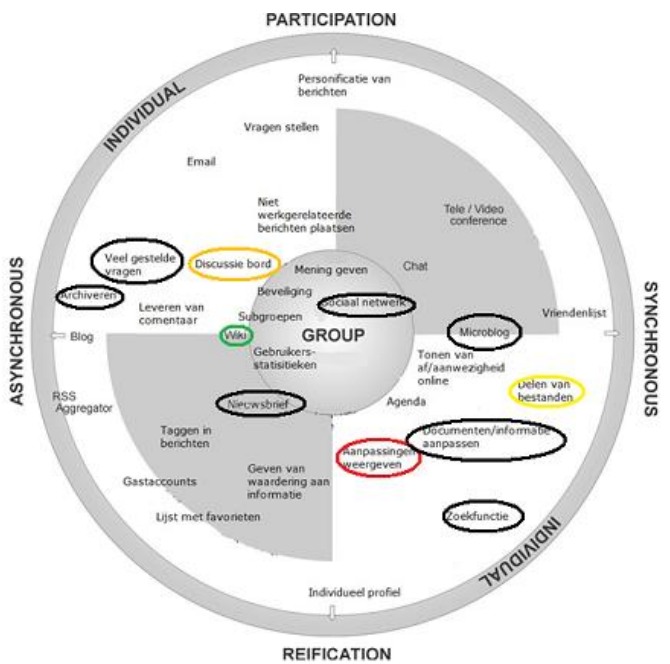 PARTICIPATION
INDIVIDUAL
Personificatie van
berichten
Vragen stellen
Email
Niet
werkgerelateerde
berichten plaatsen
Tele / Video
conference
Veel gestelde
vragen
Discussie bord
Mening geven
Chat
Archiveren
Beveiliging
Sociaal netwerk
Leveren van
comentaar
Subgroepen
Vriendenlijst
ASYNCHRONOUS
Blog
Wiki
GROUP
Microblog
SYNCHRONOUS
Gebruikers-
statisitieken
Tonen van
af/aanwezigheid
online
RSS
Aggregator
Nieuwsbrief
Agenda
Delen van
bestanden
Taggen in
berichten
Aanpassingen
weergeven
Documenten/informatie
aanpassen
Gastaccounts
Geven van
waardering aan
informatie
Lijst met favorieten
Zoekfunctie
INDIVIDUAL
Individueel profiel
REIFICATION